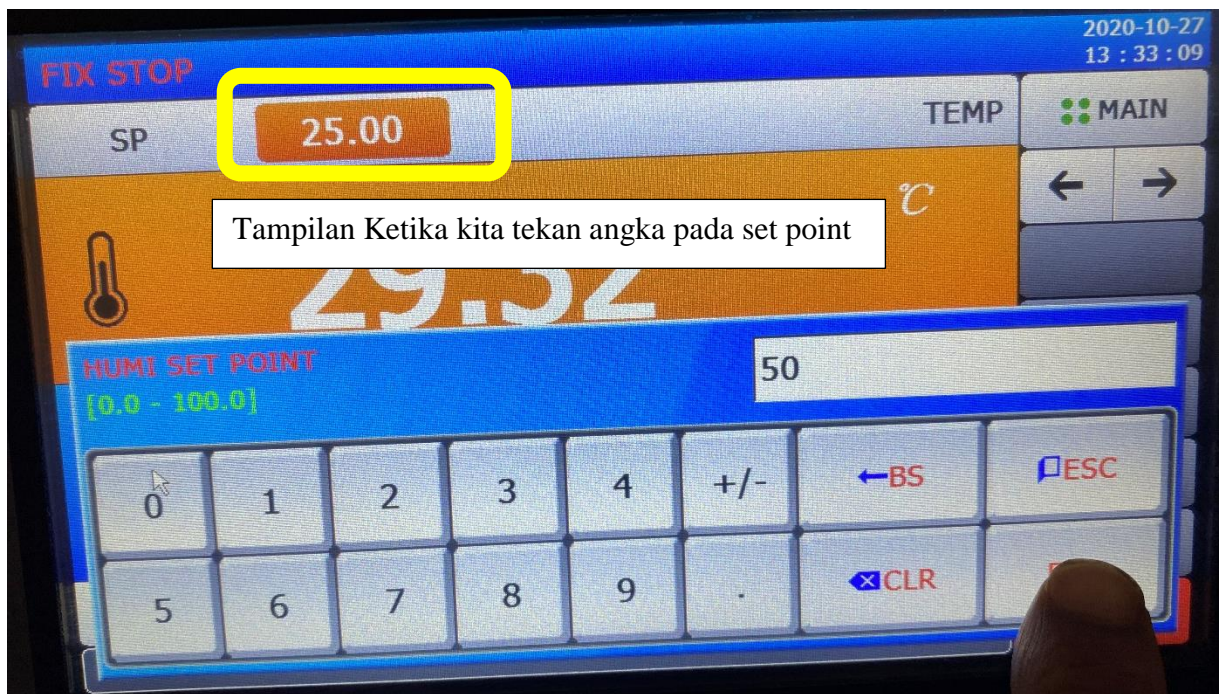 2020-10-27
13 : 33 : 09
FIX STOP
SP 25.00 TEMP
MAIN
← →
℃
Tampilan Ketika kita tekan angka pada set point
29.32
HUMI SET POINT
[0.0 - 100.0]
50
0 1 2 3 4 +/- ←BS ESC
5 6 7 8 9 . CLR